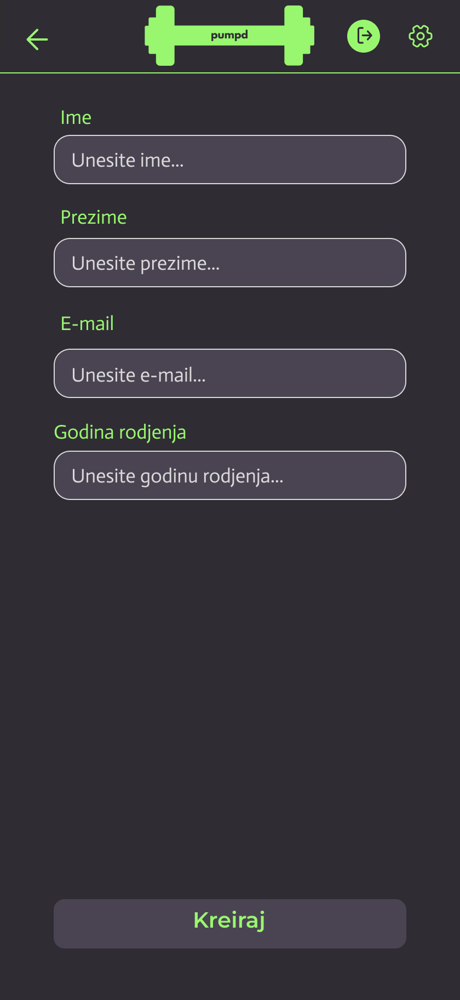 pumpd
Ime
Unesite ime...
Prezime
Unesite prezime...
E-mail
Unesite e-mail...
Godina rodjenja
Unesite godinu rodjenja...
Kreiraj